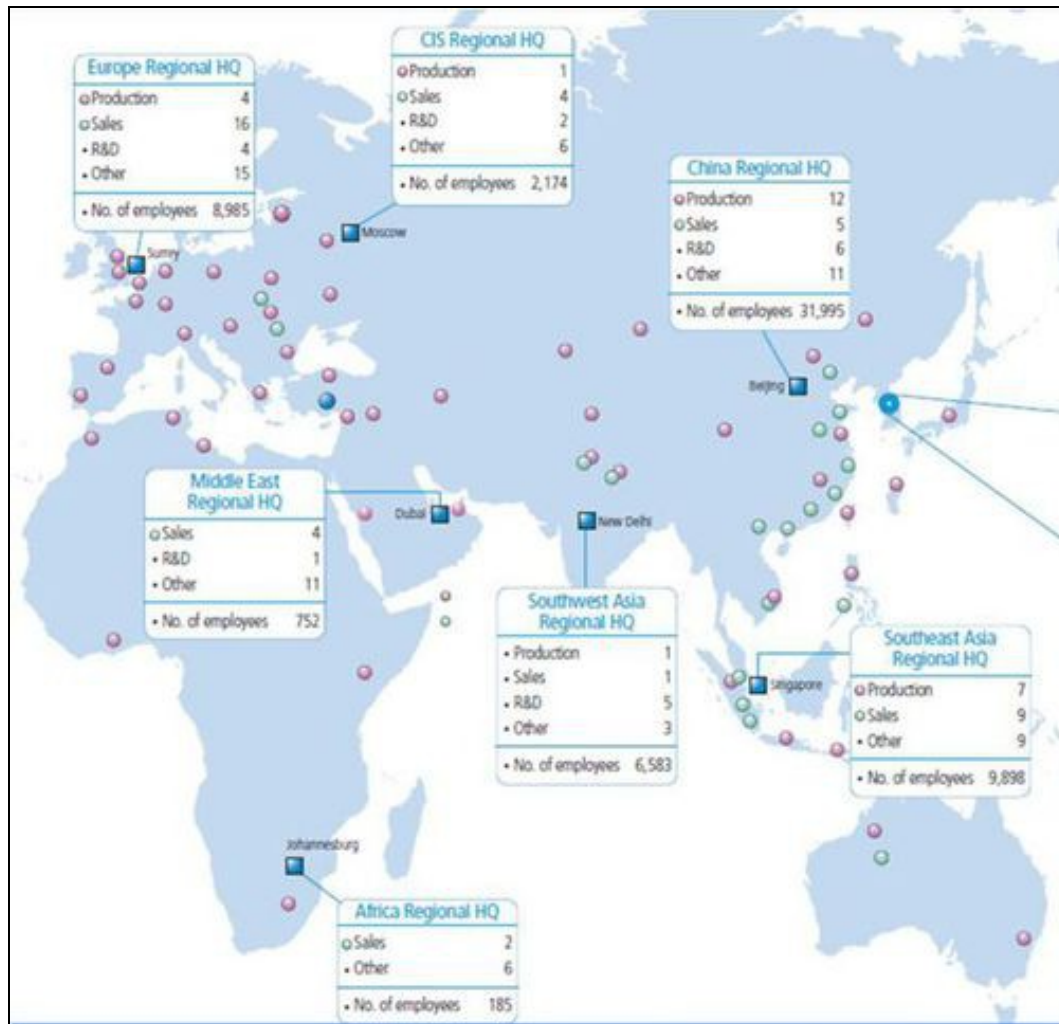 CIS Regional HQ
Production 1
Sales 4
• R&D 2
• Other 6
• No. of employees 2,174
Europe Regional HQ
Production 4
Sales 16
• R&D 4
• Other 15
• No. of employees 8,985
Surrey
Moscow
China Regional HQ
Production 12
Sales 5
• R&D 6
• Other 11
• No. of employees 31,995
Beijing
Middle East
Regional HQ
Sales 4
• R&D 1
• Other 11
• No. of employees 752
Dubai
New Delhi
Southwest Asia
Regional HQ
• Production 1
• Sales 1
• R&D 5
• Other 3
• No. of employees 6,583
Southeast Asia
Regional HQ
Production 7
Sales 9
• Other 9
• No. of employees 9,898
Singapore
Johannesburg
Africa Regional HQ
Sales 2
• Other 6
• No. of employees 185